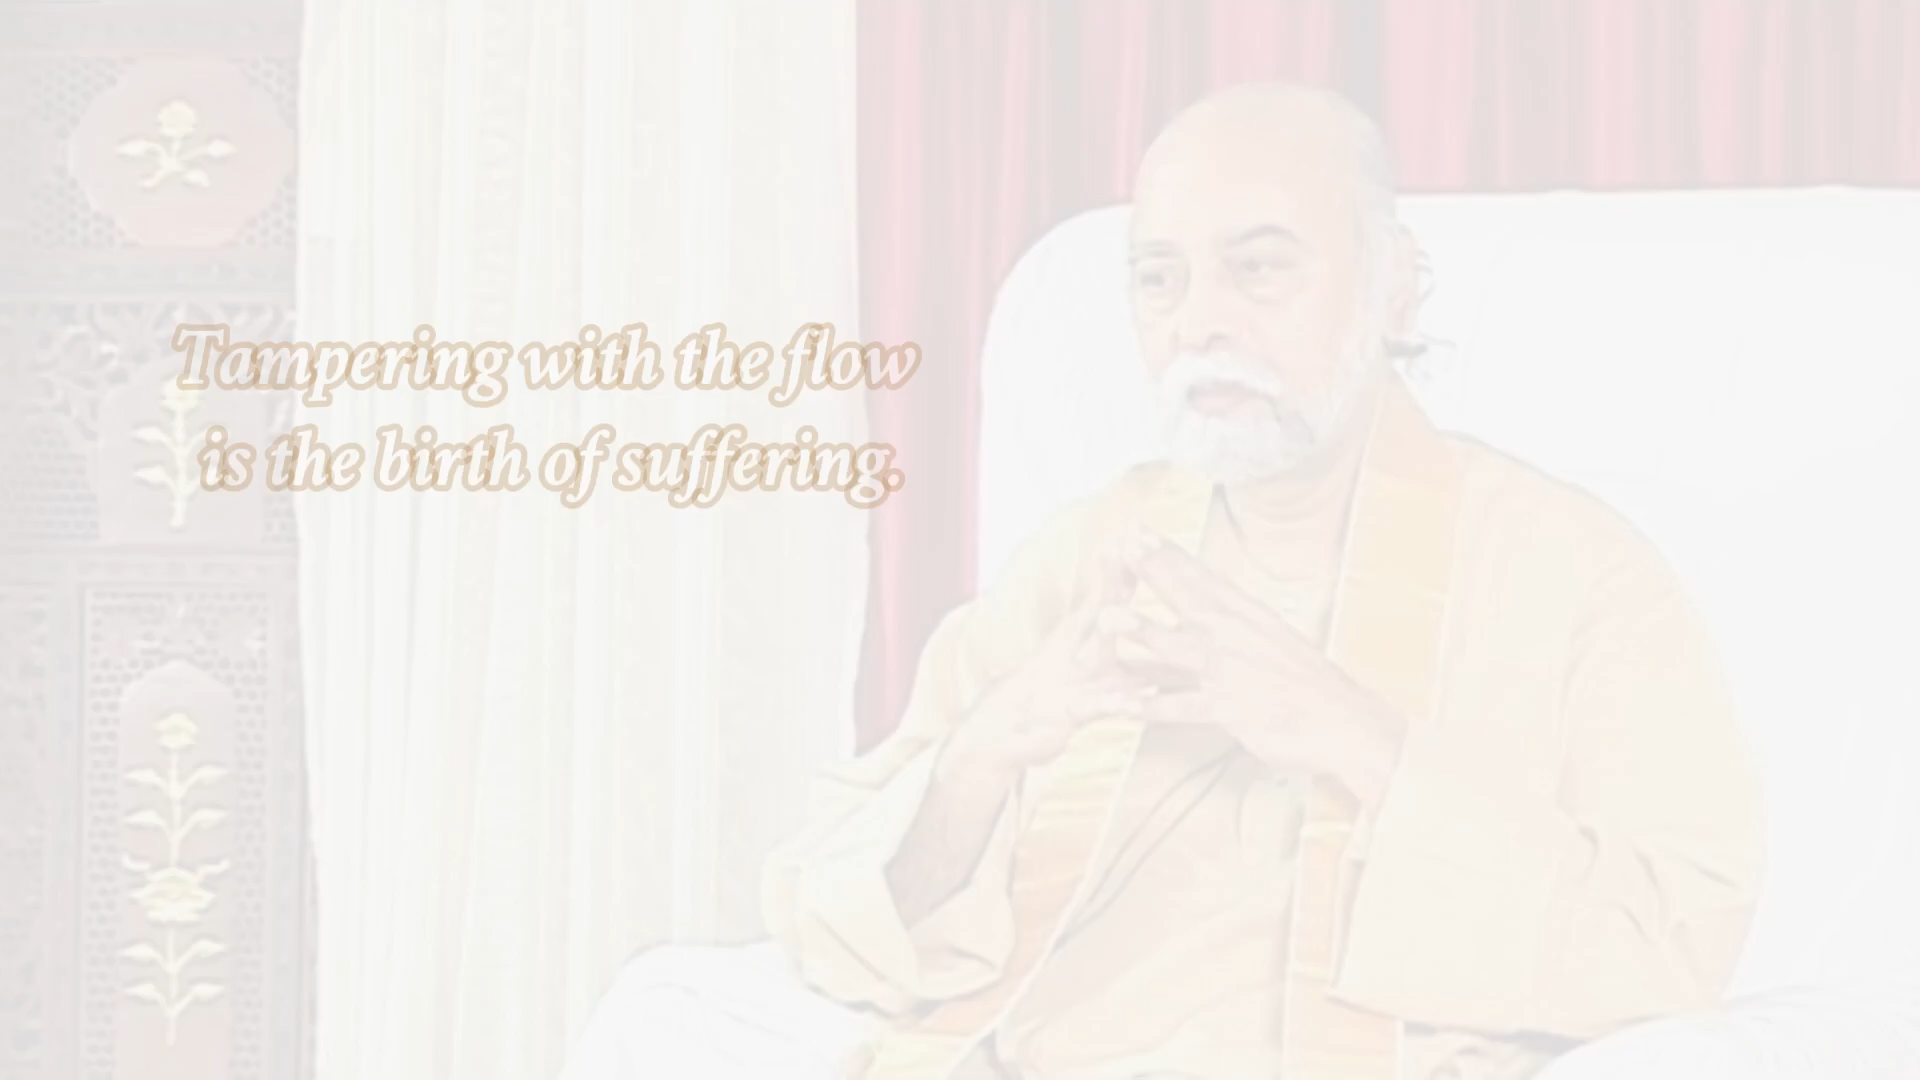 Tampering with the flow
is the birth of suffering.